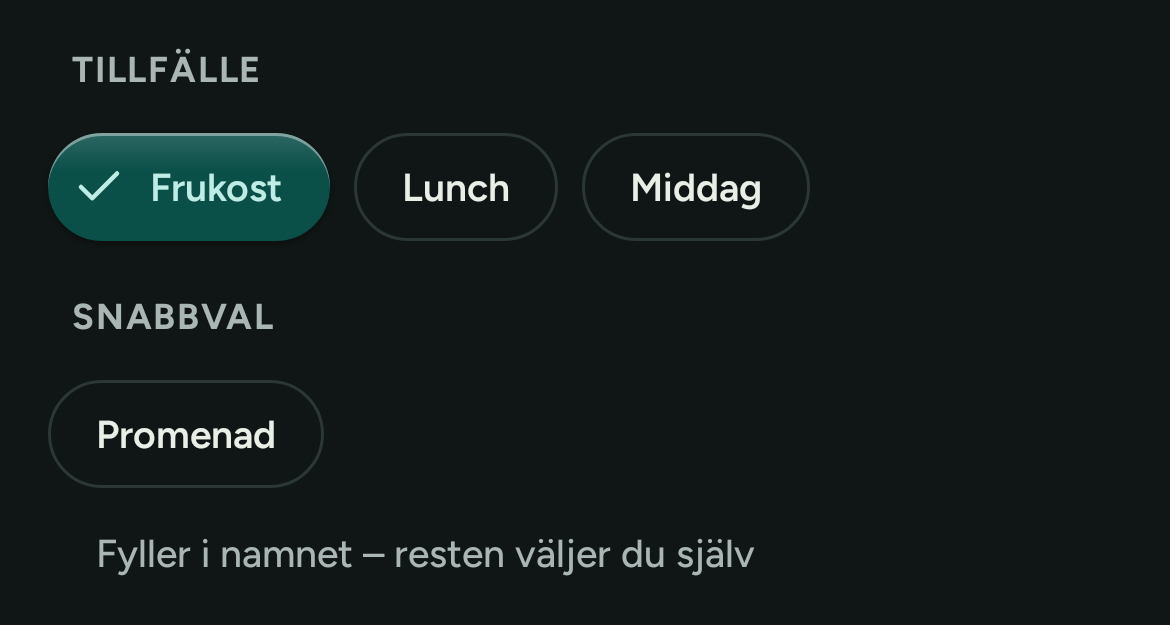 TILLFÄLLE
Frukost Lunch Middag
SNABBVAL
Promenad
Fyller i namnet – resten väljer du själv